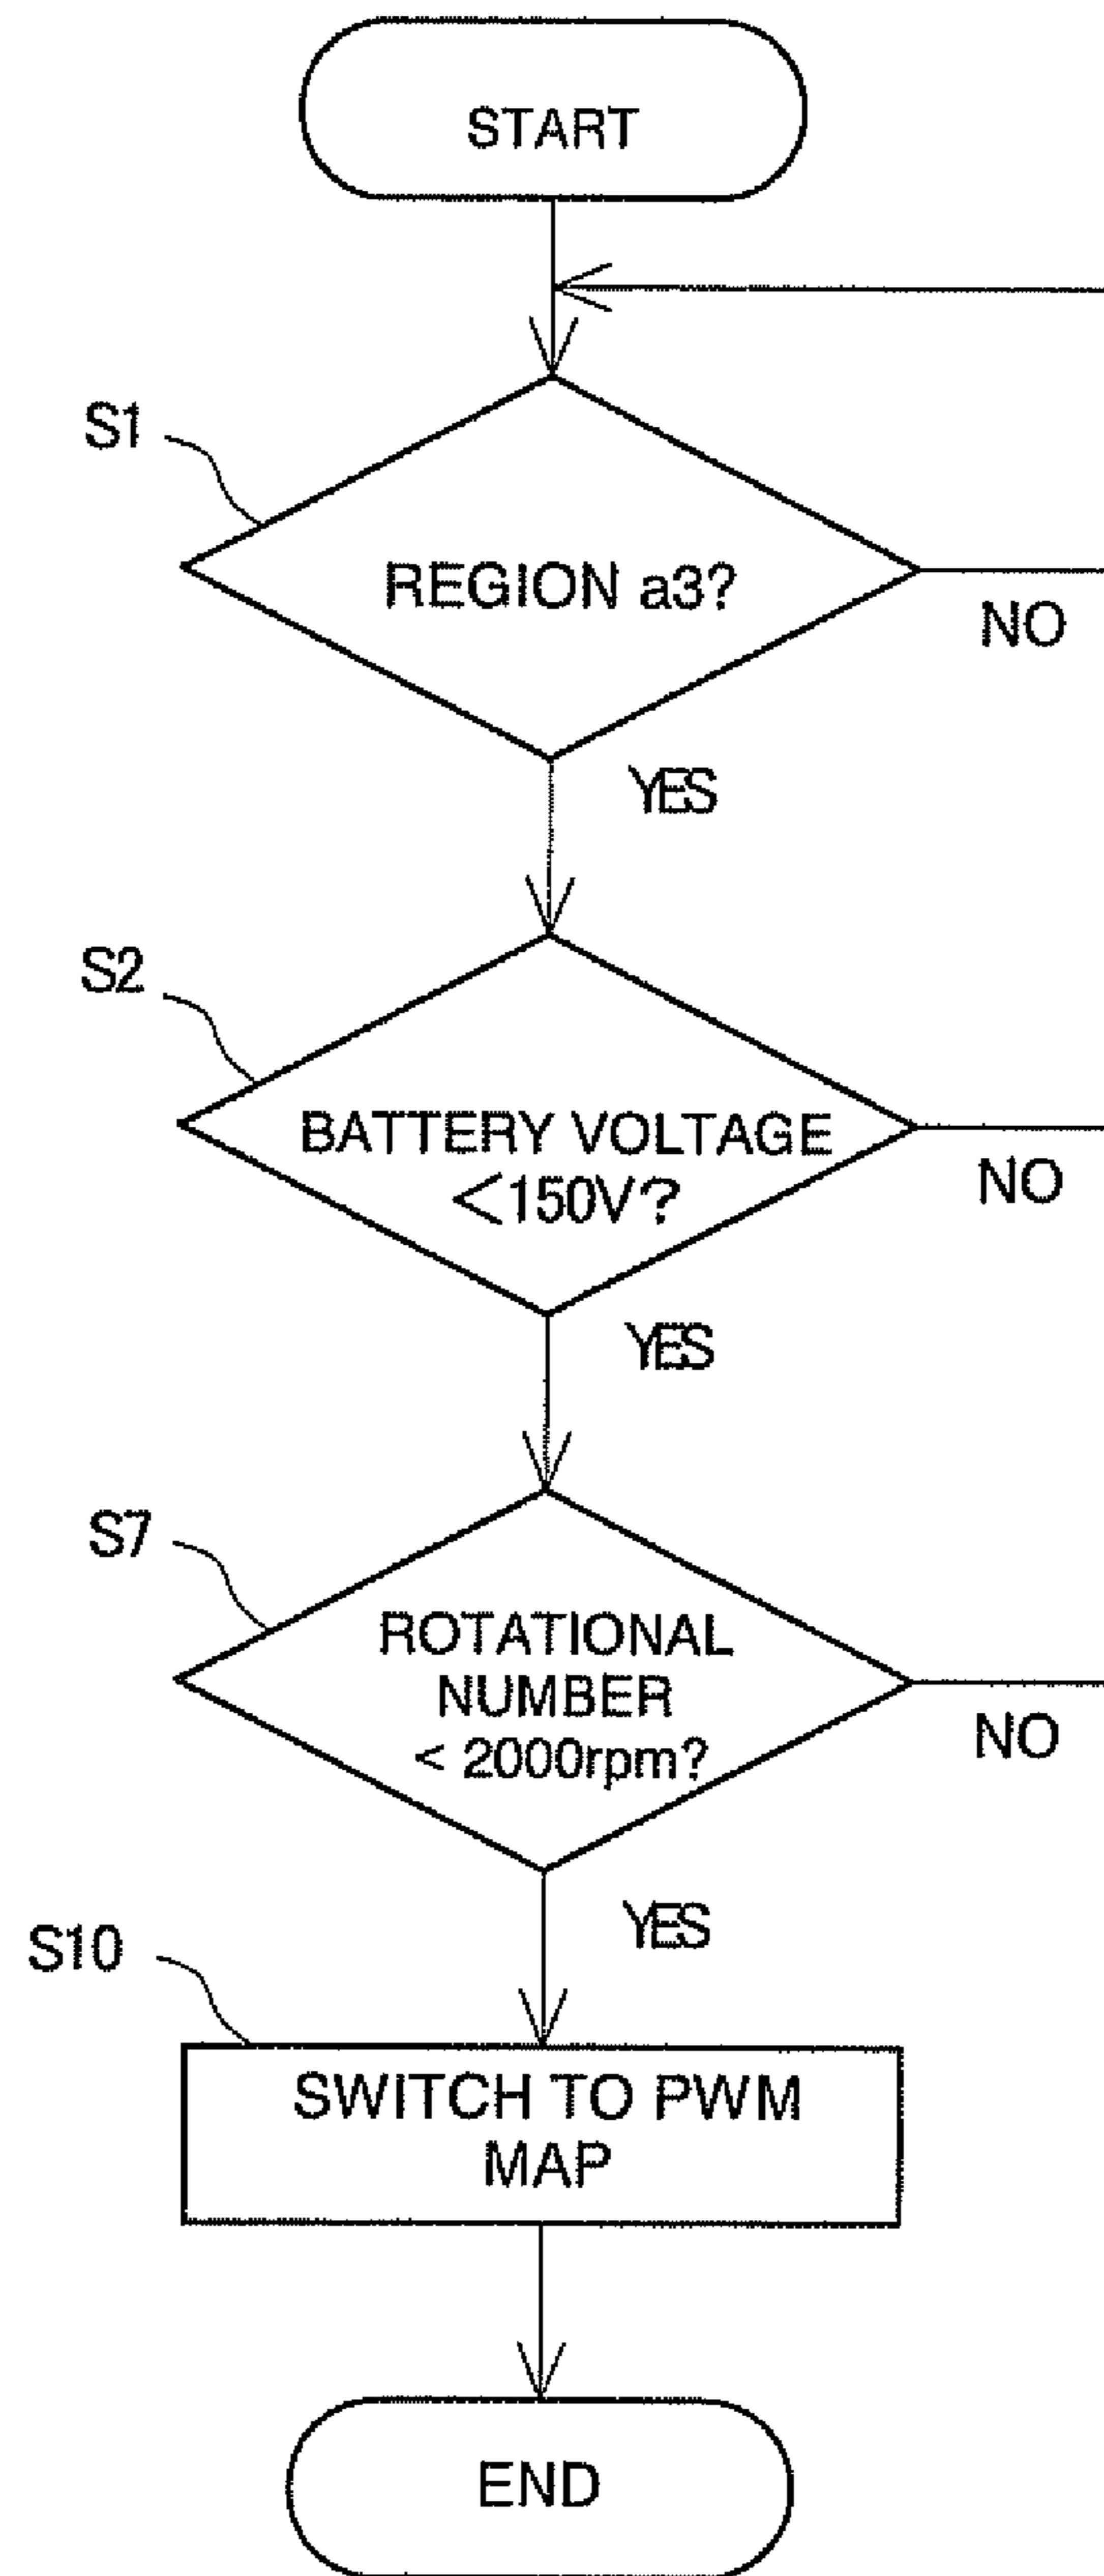 START
S1
REGION a3?
NO
YES
S2
BATTERY VOLTAGE
<150V?
NO
YES
S7
ROTATIONAL
NUMBER
< 2000rpm?
NO
YES
S10
SWITCH TO PWM
MAP
END